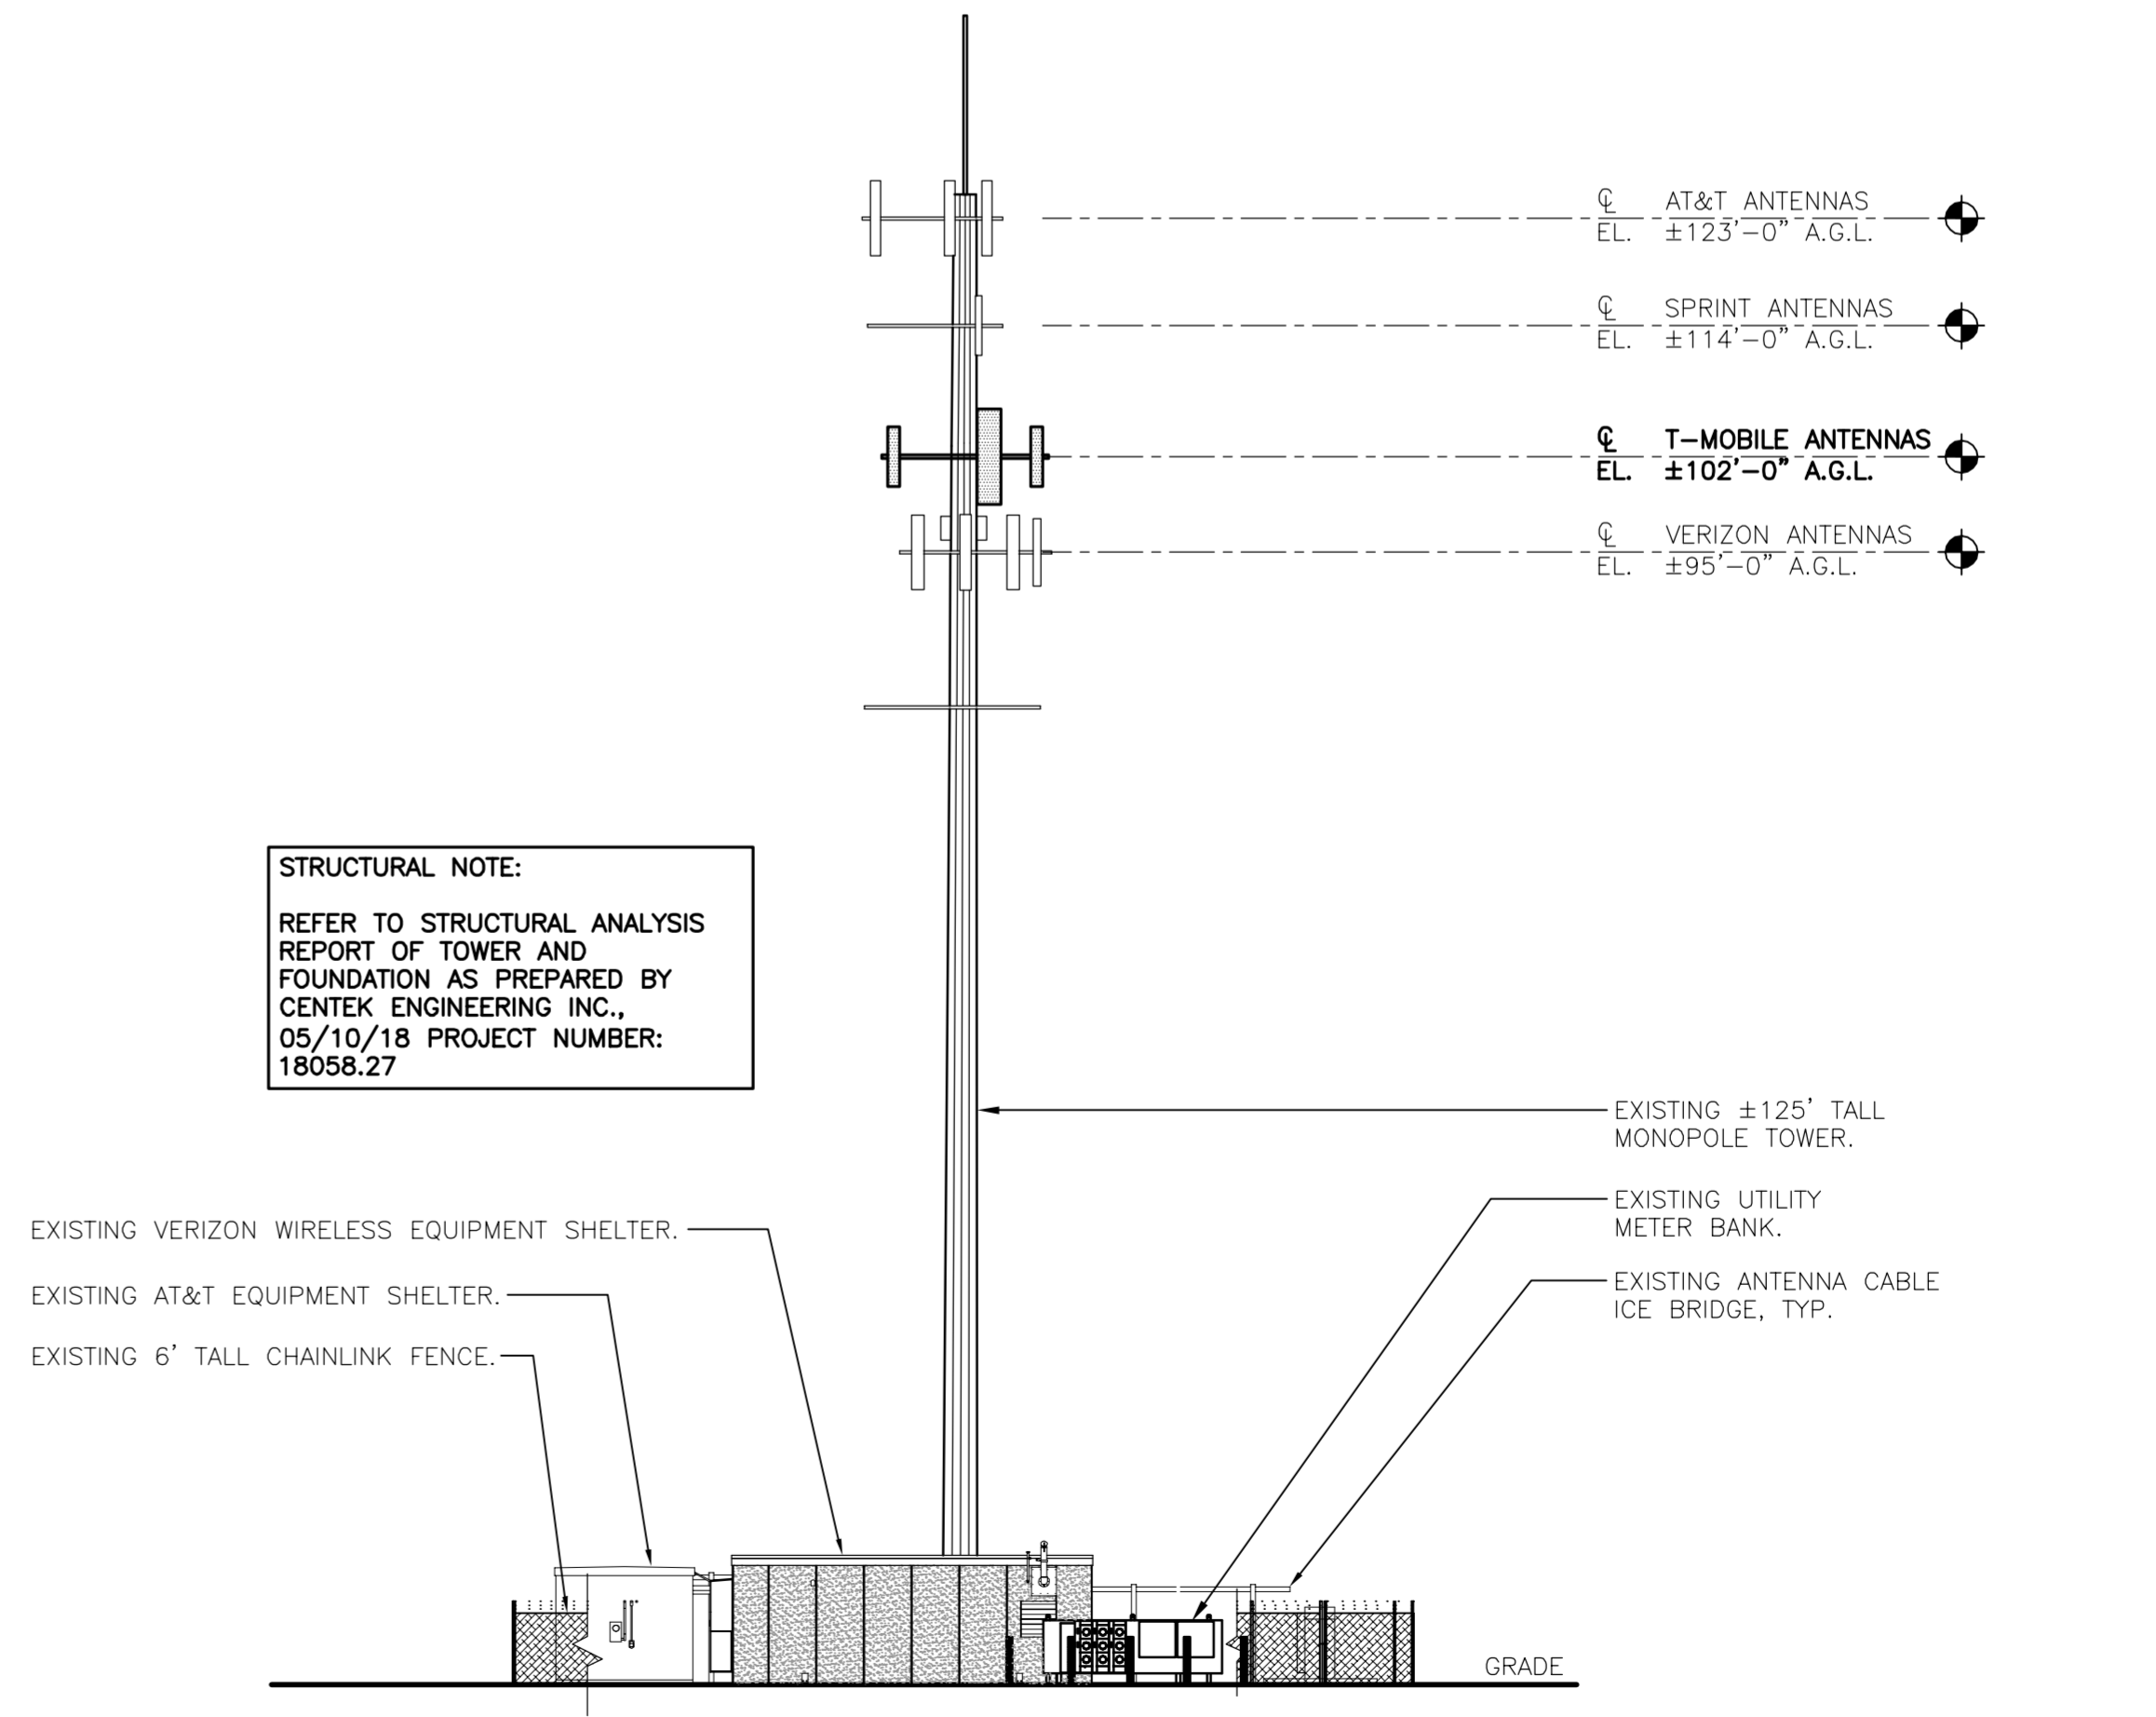 ℄ AT&T ANTENNAS
EL. ±123'-0" A.G.L.
℄ SPRINT ANTENNAS
EL. ±114'-0" A.G.L.
℄ T-MOBILE ANTENNAS
EL. ±102'-0" A.G.L.
℄ VERIZON ANTENNAS
EL. ±95'-0" A.G.L.
STRUCTURAL NOTE:
REFER TO STRUCTURAL ANALYSIS
REPORT OF TOWER AND
FOUNDATION AS PREPARED BY
CENTEK ENGINEERING INC.,
05/10/18 PROJECT NUMBER:
18058.27
EXISTING ±125' TALL
MONOPOLE TOWER.
EXISTING UTILITY
METER BANK.
EXISTING ANTENNA CABLE
ICE BRIDGE, TYP.
EXISTING VERIZON WIRELESS EQUIPMENT SHELTER.
EXISTING AT&T EQUIPMENT SHELTER.
EXISTING 6' TALL CHAINLINK FENCE.
GRADE